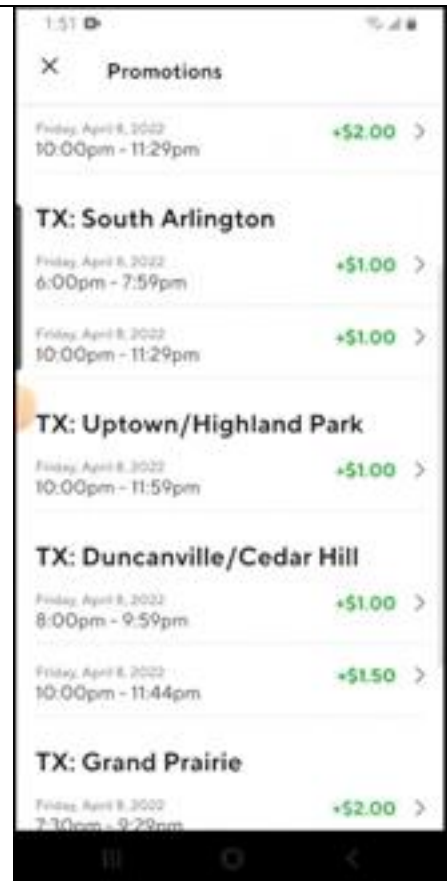 1:51
Promotions
Friday, April 8, 2022
10:00pm - 11:29pm
+$2.00
TX: South Arlington
Friday, April 8, 2022
6:00pm - 7:59pm
+$1.00
Friday, April 8, 2022
10:00pm - 11:29pm
+$1.00
TX: Uptown/Highland Park
Friday, April 8, 2022
10:00pm - 11:59pm
+$1.00
TX: Duncanville/Cedar Hill
Friday, April 8, 2022
8:00pm - 9:59pm
+$1.00
Friday, April 8, 2022
10:00pm - 11:44pm
+$1.50
TX: Grand Prairie
Friday, April 8, 2022
7:30pm - 9:29pm
+$2.00